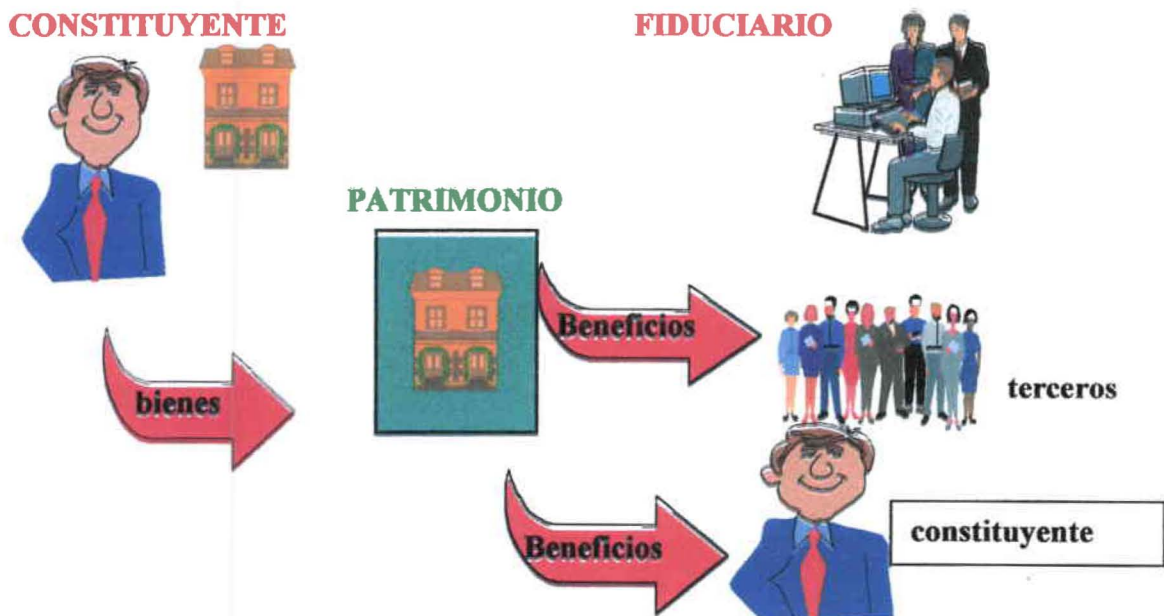 CONSTITUYENTE
FIDUCIARIO
PATRIMONIO
Beneficios
bienes
terceros
constituyente
Beneficios